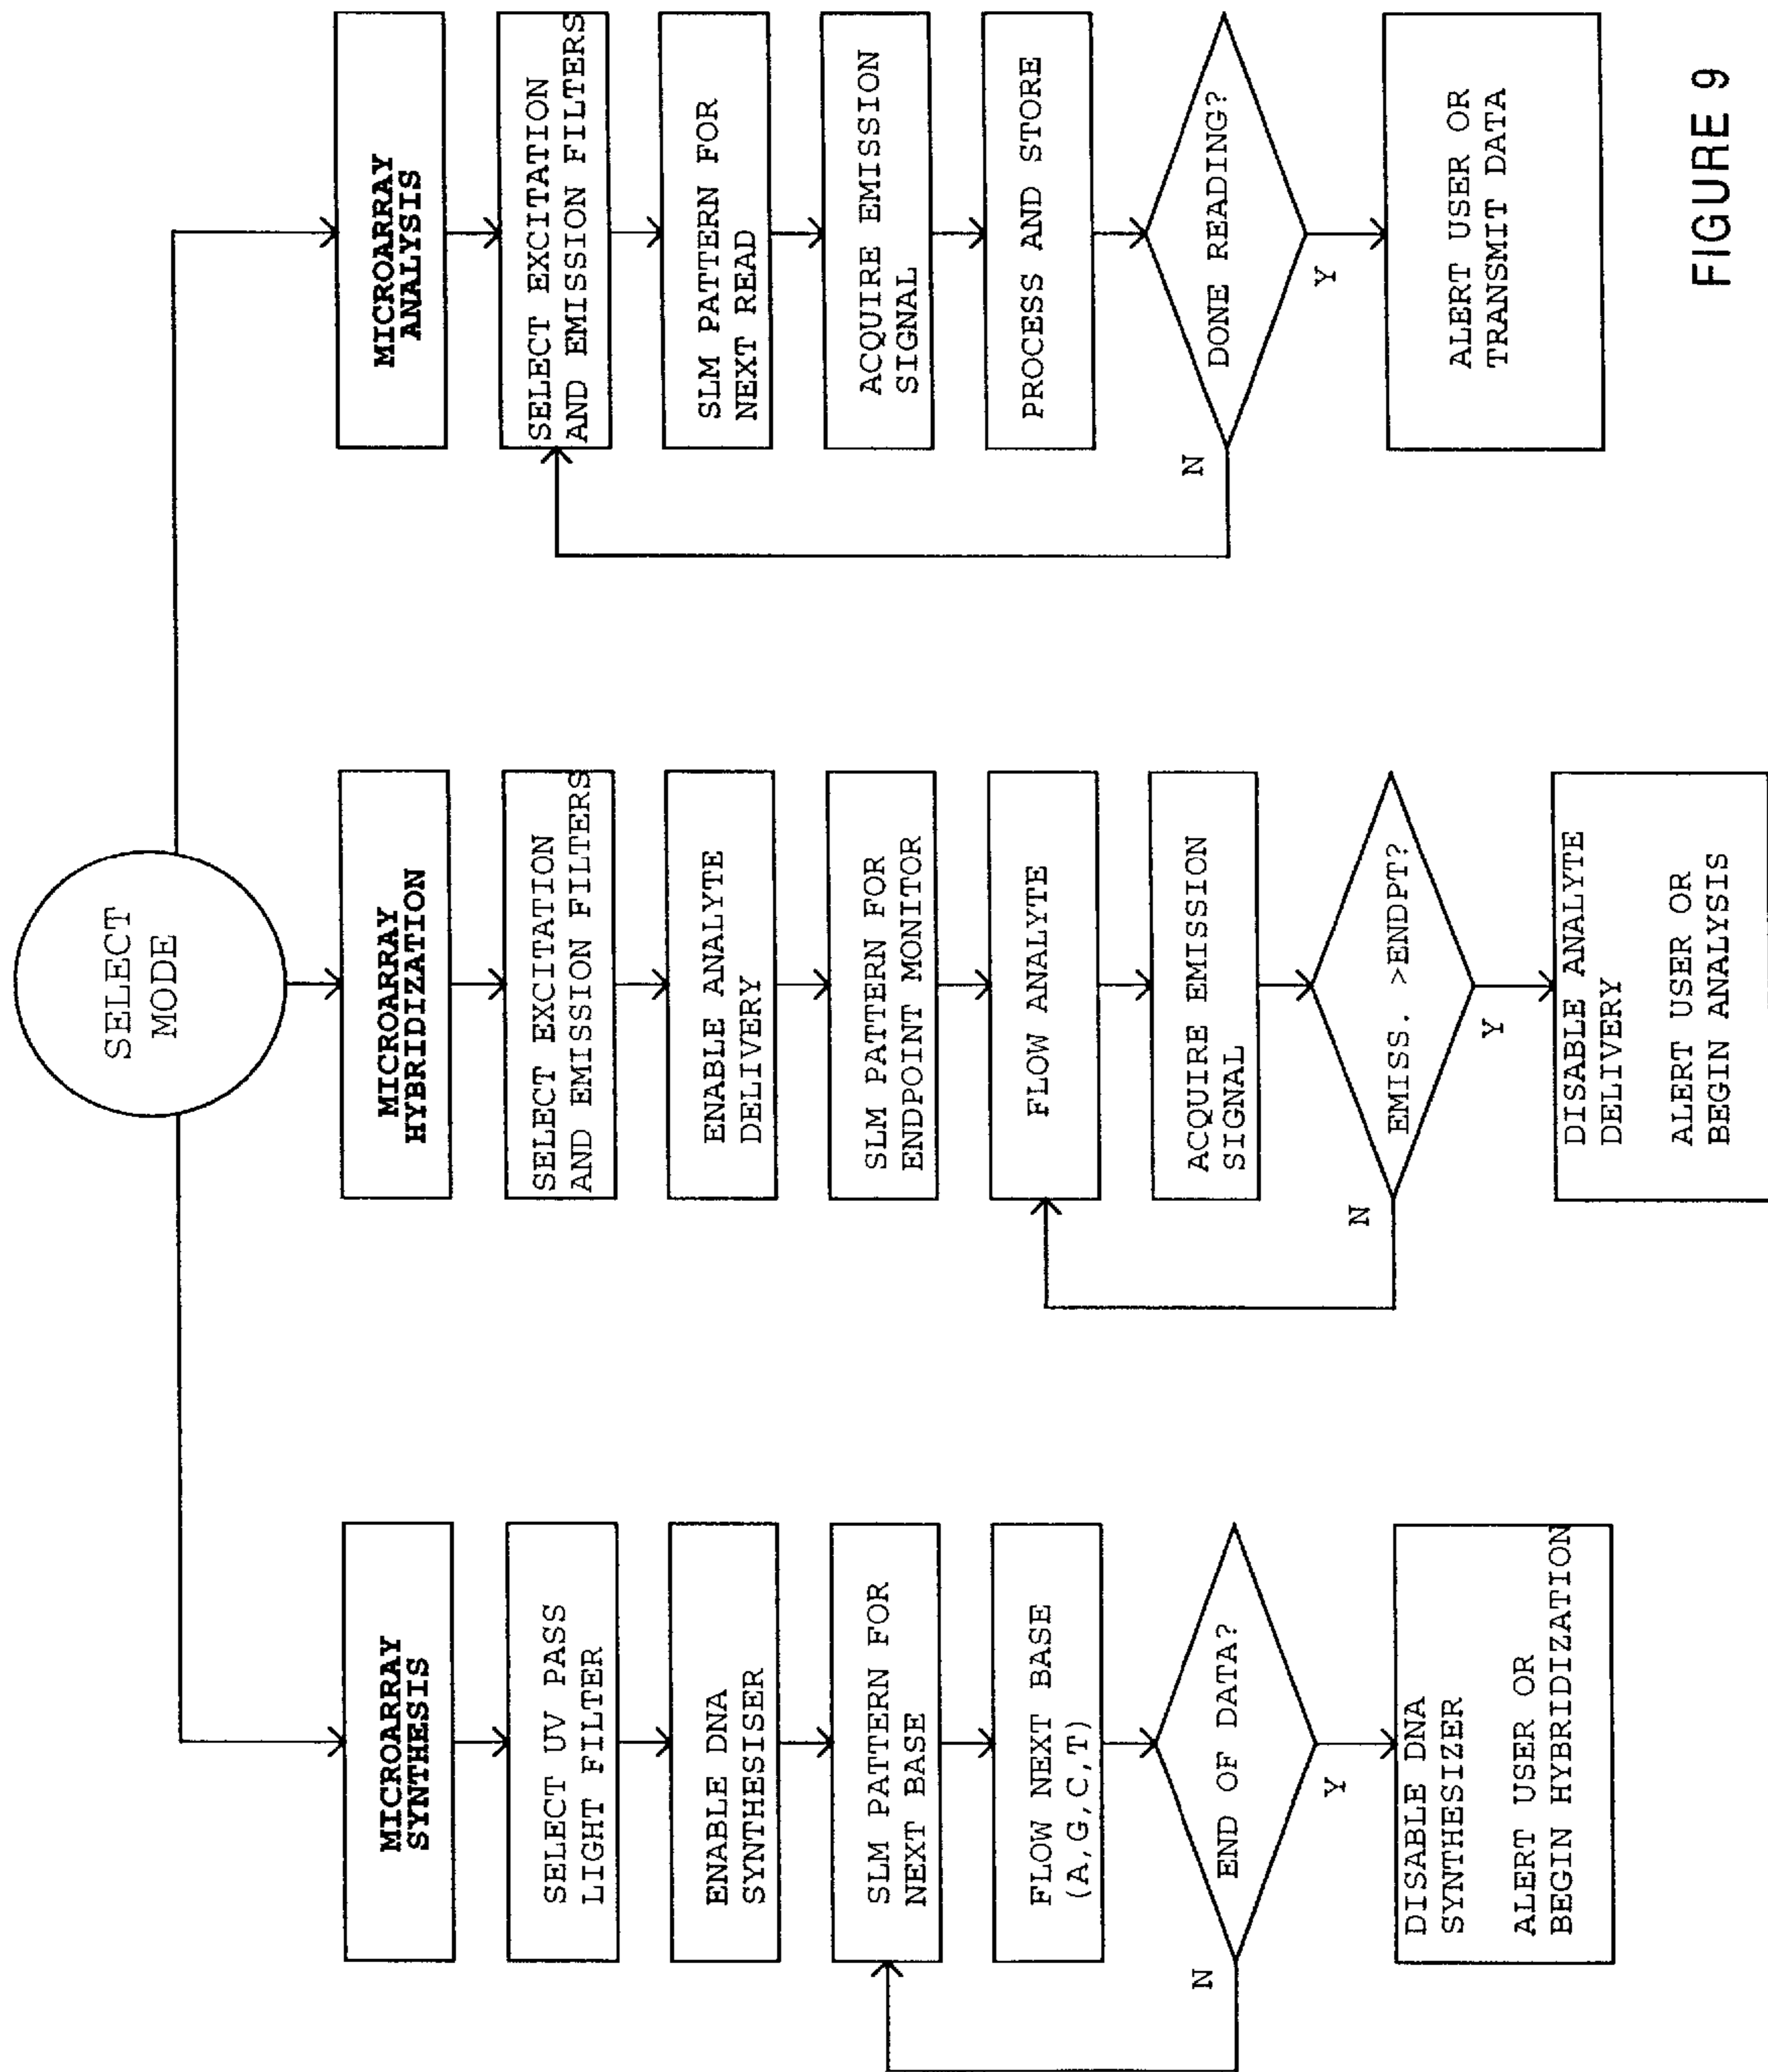 SELECT
MODE
MICROARRAY
SYNTHESIS
SELECT UV PASS
LIGHT FILTER
ENABLE DNA
SYNTHESISER
SLM PATTERN FOR
NEXT BASE
FLOW NEXT BASE
(A,G,C,T)
END OF DATA?
N
Y
DISABLE DNA
SYNTHESIZER
ALERT USER OR
BEGIN HYBRIDIZATION
MICROARRAY
HYBRIDIZATION
SELECT EXCITATION
AND EMISSION FILTERS
ENABLE ANALYTE
DELIVERY
SLM PATTERN FOR
ENDPOINT MONITOR
FLOW ANALYTE
ACQUIRE EMISSION
SIGNAL
EMISS. >ENDPT?
N
Y
DISABLE ANALYTE
DELIVERY
ALERT USER OR
BEGIN ANALYSIS
MICROARRAY
ANALYSIS
SELECT EXCITATION
AND EMISSION FILTERS
SLM PATTERN FOR
NEXT READ
ACQUIRE EMISSION
SIGNAL
PROCESS AND STORE
DONE READING?
N
Y
ALERT USER OR
TRANSMIT DATA
FIGURE 9